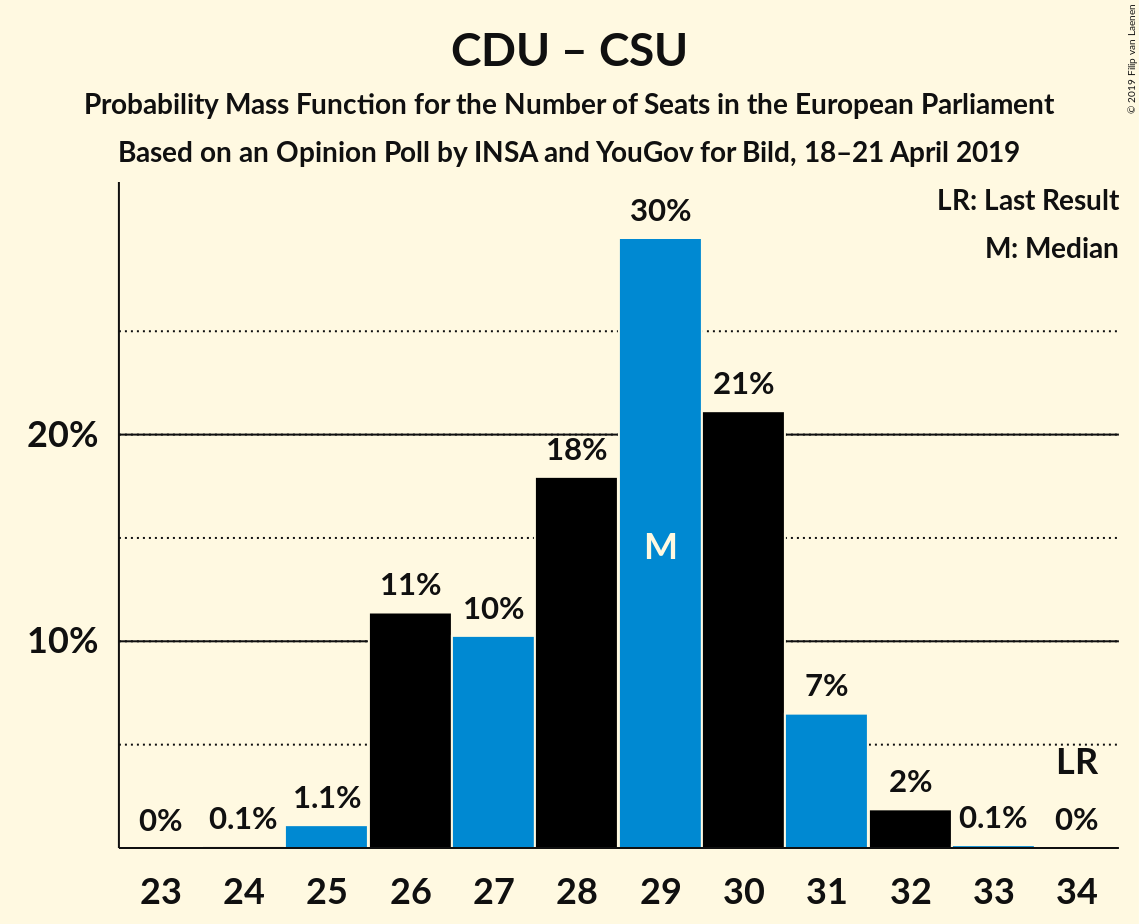 CDU – CSU
Probability Mass Function for the Number of Seats in the European Parliament
Based on an Opinion Poll by INSA and YouGov for Bild, 18–21 April 2019
© 2019 Filip van Laenen
LR: Last Result
M: Median
30%
21%
20%
18%
M
11%
10%
10%
7%
LR
2%
1.1%
0%
0.1%
0.1%
0%
23 24 25 26 27 28 29 30 31 32 33 34